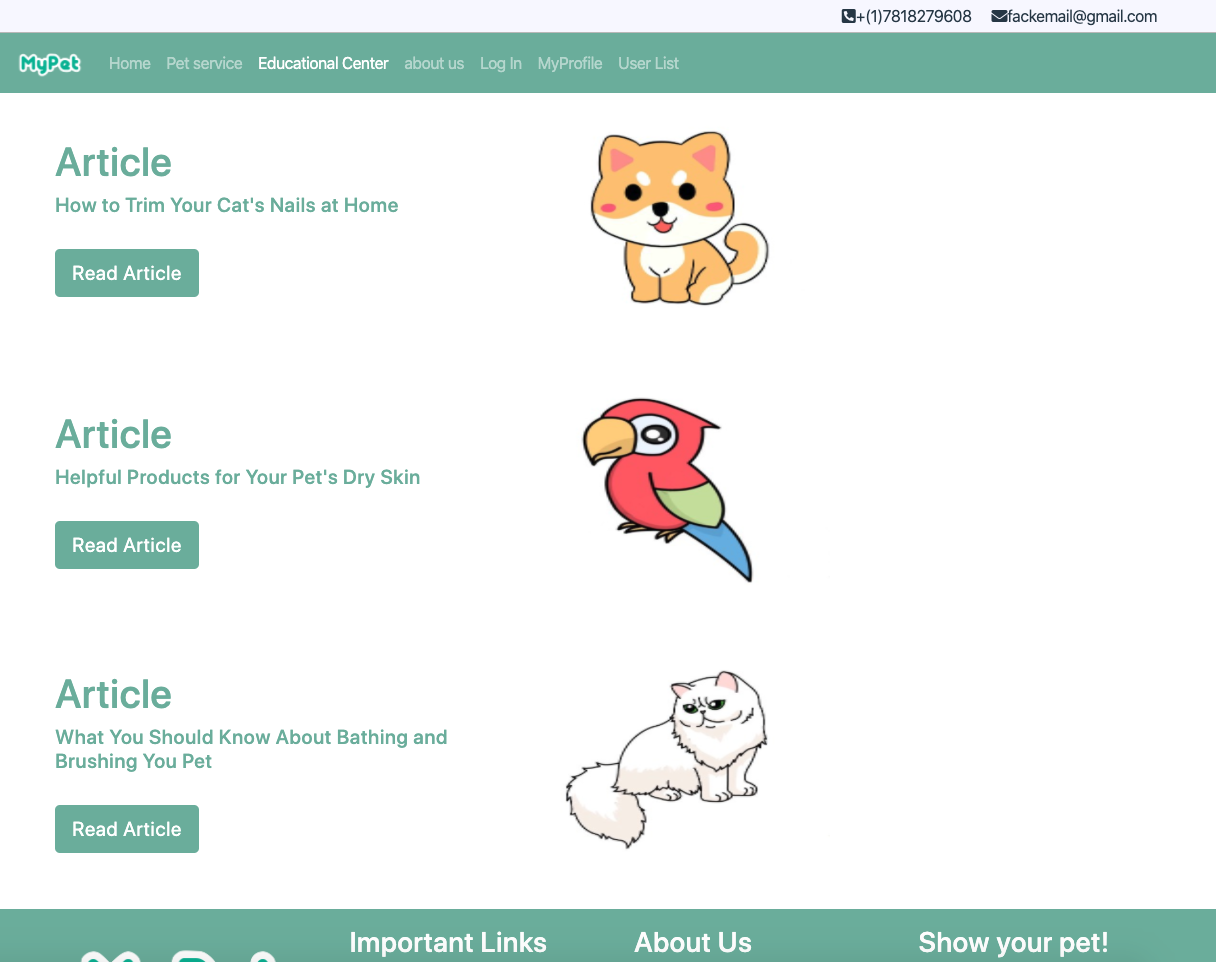 +(1)7818279608 fackemail@gmail.com
MyPet Home Pet service Educational Center about us Log In MyProfile User List
Article
How to Trim Your Cat's Nails at Home
Read Article
Article
Helpful Products for Your Pet's Dry Skin
Read Article
Article
What You Should Know About Bathing and
Brushing You Pet
Read Article
Important Links About Us Show your pet!